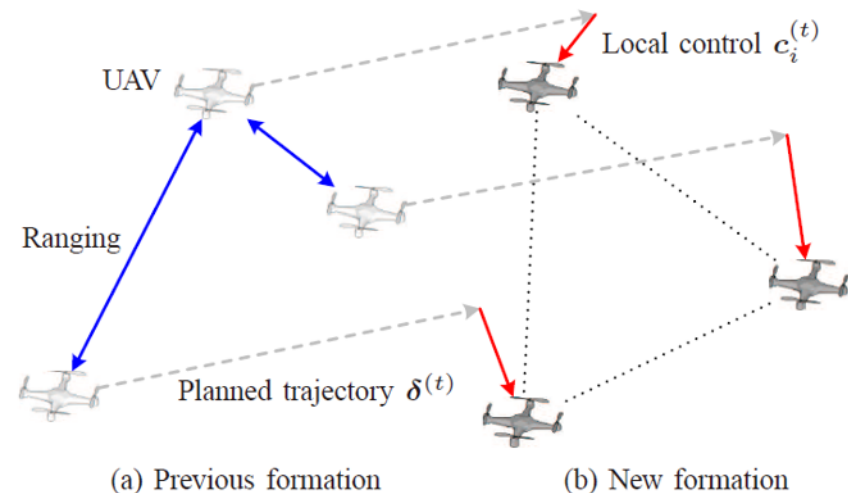 Local control $c_i^{(t)}$
UAV
Ranging
Planned trajectory $\delta^{(t)}$
(a) Previous formation
(b) New formation